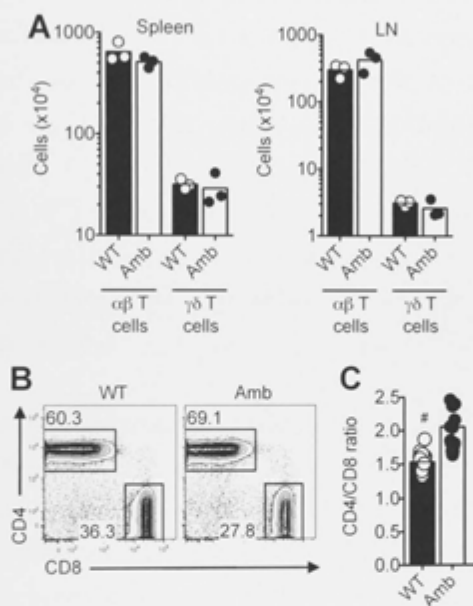 A
Spleen
LN
Cells (x10⁴)
1000
100
10
WT
Amb
WT
Amb
αβ T
cells
γδ T
cells
Cells (x10⁴)
1000
100
10
1
WT
Amb
WT
Amb
αβ T
cells
γδ T
cells
B
WT
Amb
60.3
36.3
69.1
27.8
CD4
CD8
C
CD4/CD8 ratio
2.5
2.0
1.5
1.0
0.5
0.0
#
WT
Amb